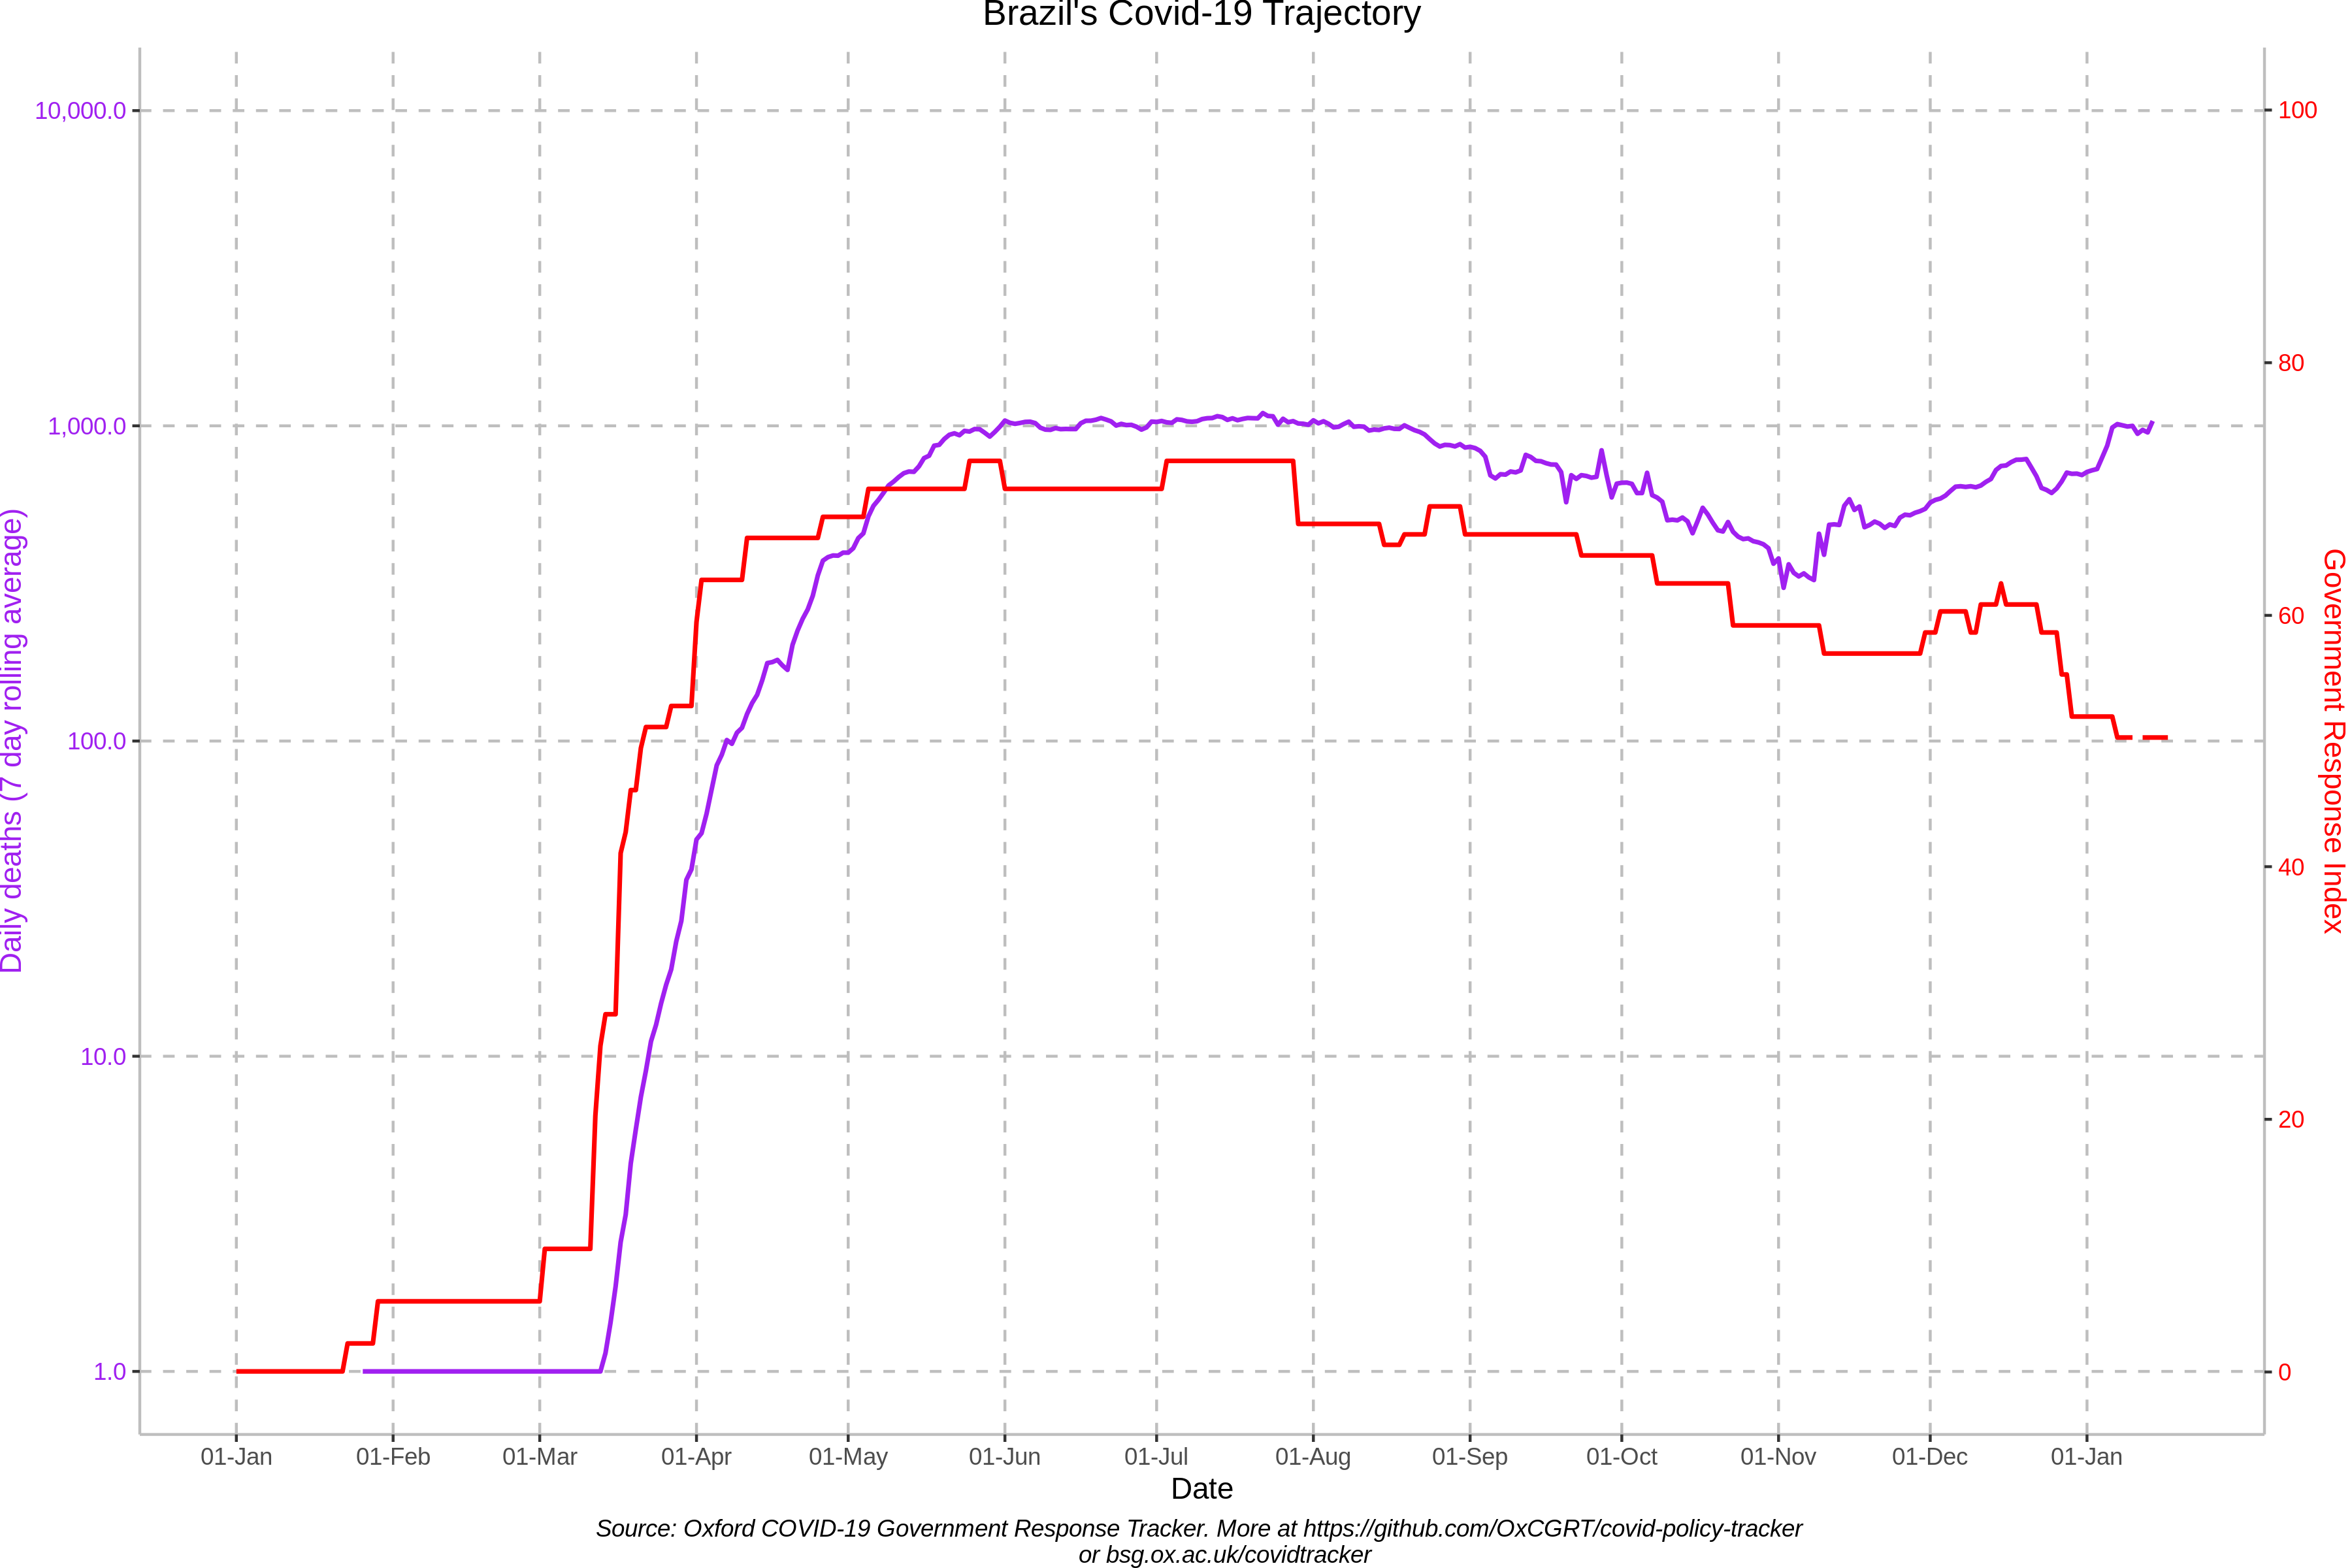 Brazil's Covid-19 Trajectory
10,000.0
1,000.0
100.0
10.0
1.0
Daily deaths (7 day rolling average)
100
80
60
40
20
0
Government Response Index
01-Jan
01-Feb
01-Mar
01-Apr
01-May
01-Jun
01-Jul
01-Aug
01-Sep
01-Oct
01-Nov
01-Dec
01-Jan
Date
Source: Oxford COVID-19 Government Response Tracker. More at https://github.com/OxCGRT/covid-policy-tracker
or bsg.ox.ac.uk/covidtracker